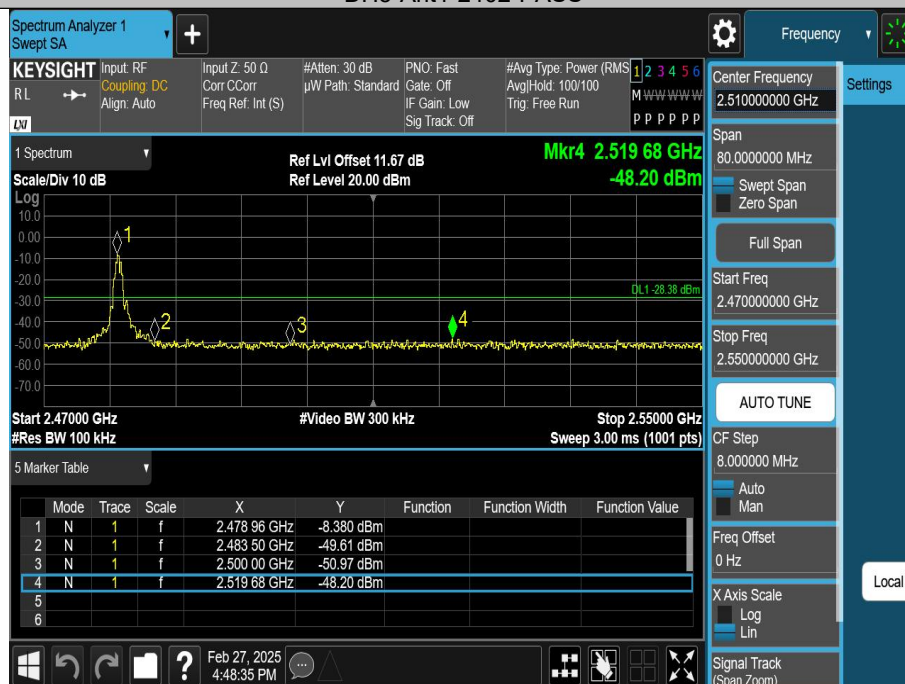 Spectrum Analyzer 1
Swept SA
+
Frequency
KEYSIGHT
RL
LXI
Input: RF
Coupling: DC
Align: Auto
Input Z: 50 Ω
Corr CCorr
Freq Ref: Int (S)
#Atten: 30 dB
µW Path: Standard
PNO: Fast
Gate: Off
IF Gain: Low
Sig Track: Off
#Avg Type: Power (RMS
Avg|Hold: 100/100
Trig: Free Run
1 2 3 4 5 6
M W W W W W
P P P P P P
1 Spectrum
Scale/Div 10 dB
Ref Lvl Offset 11.67 dB
Ref Level 20.00 dBm
Mkr4 2.519 68 GHz
-48.20 dBm
Log
10.0
0.00
-10.0
-20.0
-30.0
-40.0
-50.0
-60.0
-70.0
1
2
3
4
DL1 -28.38 dBm
Start 2.47000 GHz
#Video BW 300 kHz
Stop 2.55000 GHz
#Res BW 100 kHz
Sweep 3.00 ms (1001 pts)
5 Marker Table
Mode Trace Scale X Y Function Function Width Function Value
1 N 1 f 2.478 96 GHz -8.380 dBm
2 N 1 f 2.483 50 GHz -49.61 dBm
3 N 1 f 2.500 00 GHz -50.97 dBm
4 N 1 f 2.519 68 GHz -48.20 dBm
5
6
Feb 27, 2025
4:48:35 PM
Center Frequency
2.510000000 GHz
Settings
Span
80.0000000 MHz
Swept Span
Zero Span
Full Span
Start Freq
2.470000000 GHz
Stop Freq
2.550000000 GHz
AUTO TUNE
CF Step
8.000000 MHz
Auto
Man
Freq Offset
0 Hz
X Axis Scale
Log
Lin
Local
Signal Track
(Span Zoom)